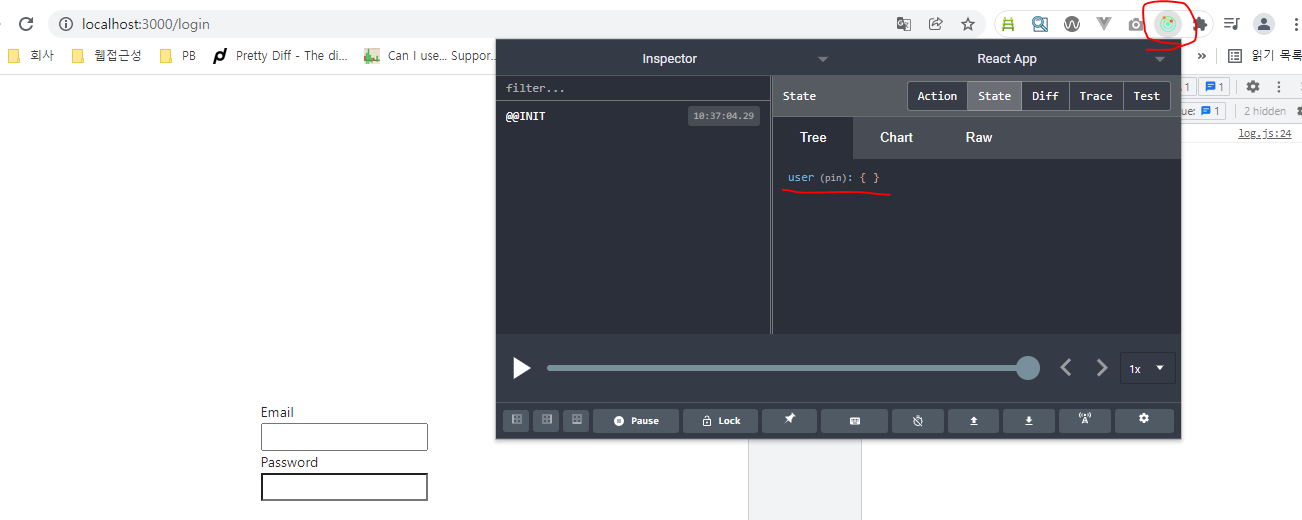 localhost:3000/login
회사
웹접근성
PB
Pretty Diff - The di...
Can I use... Suppor...
»
읽기 목록
Inspector
React App
filter...
State
Action
State
Diff
Trace
Test
1
1
@@INIT
10:37:04.29
ue:
1
2 hidden
Tree
Chart
Raw
log.js:24
user (pin): { }
1x
Email
Pause
Lock
Password